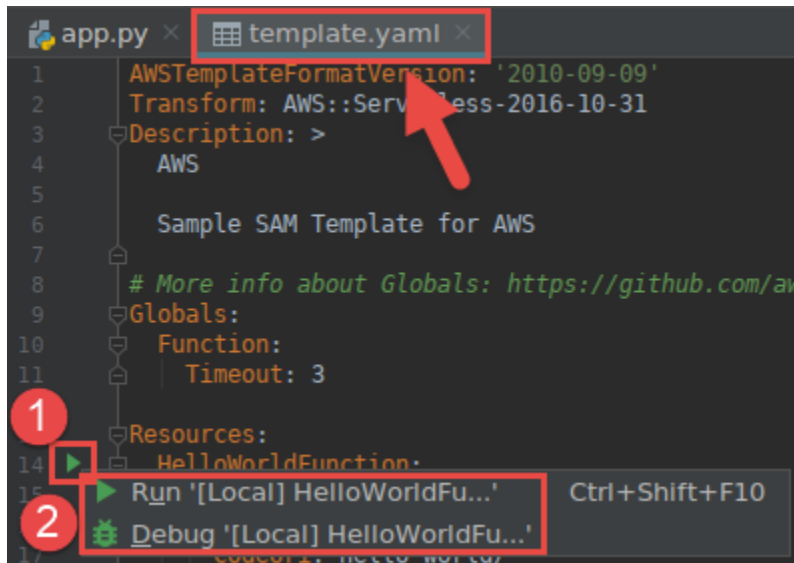 app.py × template.yaml ×
1 AWSTemplateFormatVersion: '2010-09-09'
2 Transform: AWS::Serv less-2016-10-31
3 Description: >
4 AWS
5
6 Sample SAM Template for AWS
7
8 # More info about Globals: https://github.com/aw
9 Globals:
10 Function:
11 Timeout: 3
1
Resources:
14 HelloWorldFunction:
15 Run '[Local] HelloWorldFu...' Ctrl+Shift+F10
2 Debug '[Local] HelloWorldFu...'
17